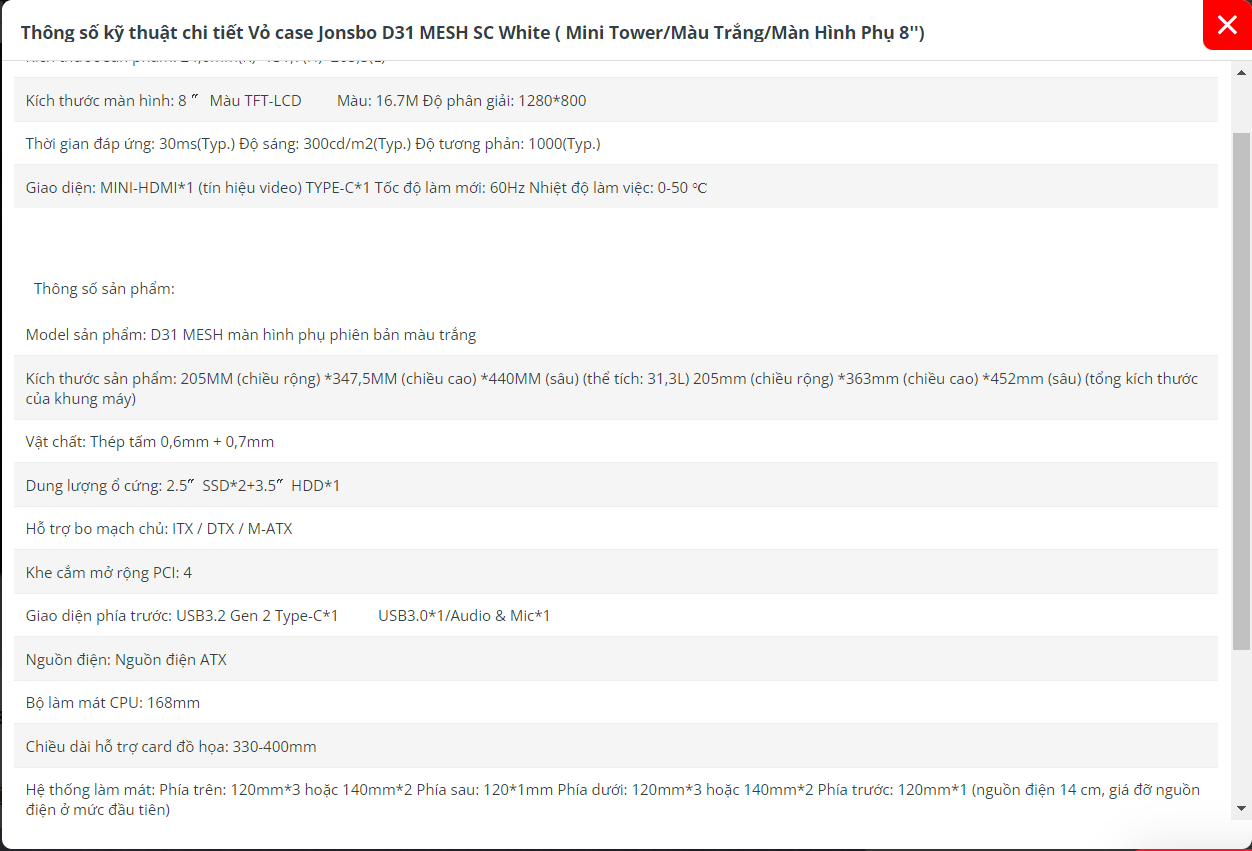 Thông số kỹ thuật chi tiết Vỏ case Jonsbo D31 MESH SC White ( Mini Tower/Màu Trắng/Màn Hình Phụ 8'')
Kích thước màn hình: 8 ″ Màu TFT-LCD Màu: 16.7M Độ phân giải: 1280*800
Thời gian đáp ứng: 30ms(Typ.) Độ sáng: 300cd/m2(Typ.) Độ tương phản: 1000(Typ.)
Giao diện: MINI-HDMI*1 (tín hiệu video) TYPE-C*1 Tốc độ làm mới: 60Hz Nhiệt độ làm việc: 0-50 ℃
Thông số sản phẩm:
Model sản phẩm: D31 MESH màn hình phụ phiên bản màu trắng
Kích thước sản phẩm: 205MM (chiều rộng) *347,5MM (chiều cao) *440MM (sâu) (thể tích: 31,3L) 205mm (chiều rộng) *363mm (chiều cao) *452mm (sâu) (tổng kích thước
của khung máy)
Vật chất: Thép tấm 0,6mm + 0,7mm
Dung lượng ổ cứng: 2.5″ SSD*2+3.5″ HDD*1
Hỗ trợ bo mạch chủ: ITX / DTX / M-ATX
Khe cắm mở rộng PCI: 4
Giao diện phía trước: USB3.2 Gen 2 Type-C*1 USB3.0*1/Audio & Mic*1
Nguồn điện: Nguồn điện ATX
Bộ làm mát CPU: 168mm
Chiều dài hỗ trợ card đồ họa: 330-400mm
Hệ thống làm mát: Phía trên: 120mm*3 hoặc 140mm*2 Phía sau: 120*1mm Phía dưới: 120mm*3 hoặc 140mm*2 Phía trước: 120mm*1 (nguồn điện 14 cm, giá đỡ nguồn
điện ở mức đầu tiên)